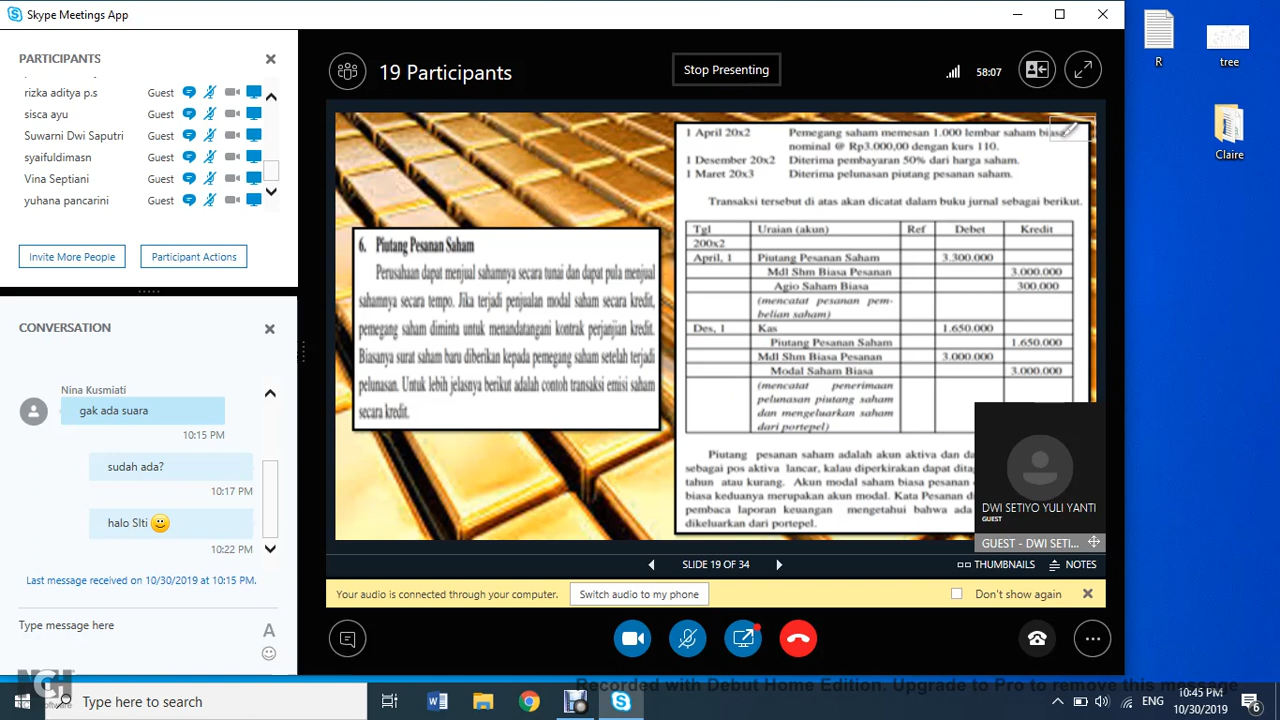 Skype Meetings App
PARTICIPANTS
rizka aditya p.s Guest
sisca ayu Guest
Suwarni Dwi Saputri Guest
syaifuldimasn Guest
Vina Septiani Guest
yuhana pancarini Guest
Invite More People
Participant Actions
CONVERSATION
Nina Kusmiati
gak ada suara
10:15 PM
sudah ada?
10:17 PM
halo SIti
10:22 PM
Last message received on 10/30/2019 at 10:15 PM.
Type message here
A
19 Participants
Stop Presenting
58:07
6. Piutang Pesanan Saham
Perusahaan dapat menjual sahamnya secara tunai dan dapat pula menjual
sahamnya secara tempo. Jika terjadi penjualan modal saham secara kredit,
pemegang saham diminta untuk menandatangani kontrak perjanjian kredit.
Biasanya surat saham baru diberikan kepada pemegang saham setelah terjadi
pelunasan. Untuk lebih jelasnya berikut adalah contoh transaksi emisi saham
secara kredit.
1 April 20x2 Pemegang saham memesan 1.000 lembar saham biasa
nominal @ Rp3.000,00 dengan kurs 110.
1 Desember 20x2 Diterima pembayaran 50% dari harga saham.
1 Maret 20x3 Diterima pelunasan piutang pesanan saham.
Transaksi tersebut di atas akan dicatat dalam buku jurnal sebagai berikut.
Tgl Uraian (akun) Ref Debet Kredit
200x2
April, 1 Piutang Pesanan Saham 3.300.000
Mdl Shm Biasa Pesanan 3.000.000
Agio Saham Biasa 300.000
(mencatat pesanan pem-
belian saham)
Des, 1 Kas 1.650.000
Piutang Pesanan Saham 1.650.000
Mdl Shm Biasa Pesanan 3.000.000
Modal Saham Biasa 3.000.000
(mencatat penerimaan
pelunasan piutang saham
dan mengeluarkan saham
dari portepel)
Piutang pesanan saham adalah akun aktiva dan da
sebagai pos aktiva lancar, kalau diperkirakan dapat dita
tahun atau kurang. Akun modal saham biasa pesanan
biasa keduanya merupakan akun modal. Kata Pesanan d
pembaca laporan keuangan mengetahui bahwa ada
dikeluarkan dari portepel.
DWI SETIYO YULI YANTI
GUEST
GUEST - DWI SETI...
SLIDE 19 OF 34
THUMBNAILS
NOTES
Your audio is connected through your computer.
Switch audio to my phone
Don't show again
R
tree
Claire
NCH
Software
Recorded with Debut Home Edition. Upgrade to Pro to remove this message
Type here to search
W
S
ENG
10:45 PM
10/30/2019
6